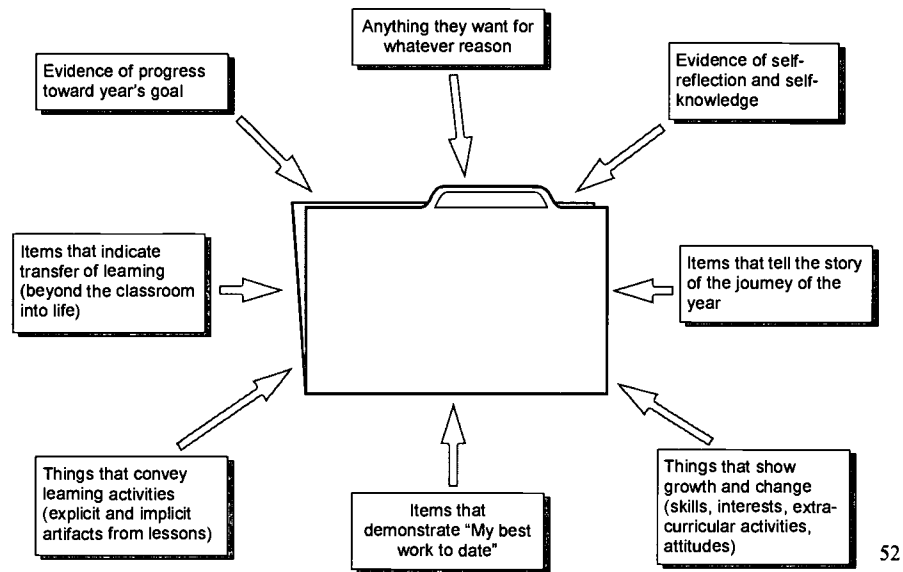 Anything they want for
whatever reason
Evidence of progress
toward year's goal
Evidence of self-
reflection and self-
knowledge
Items that indicate
transfer of learning
(beyond the classroom
into life)
Items that tell the story
of the journey of the
year
Things that convey
learning activities
(explicit and implicit
artifacts from lessons)
Items that
demonstrate “My best
work to date”
Things that show
growth and change
(skills, interests, extra-
curricular activities,
attitudes)
52